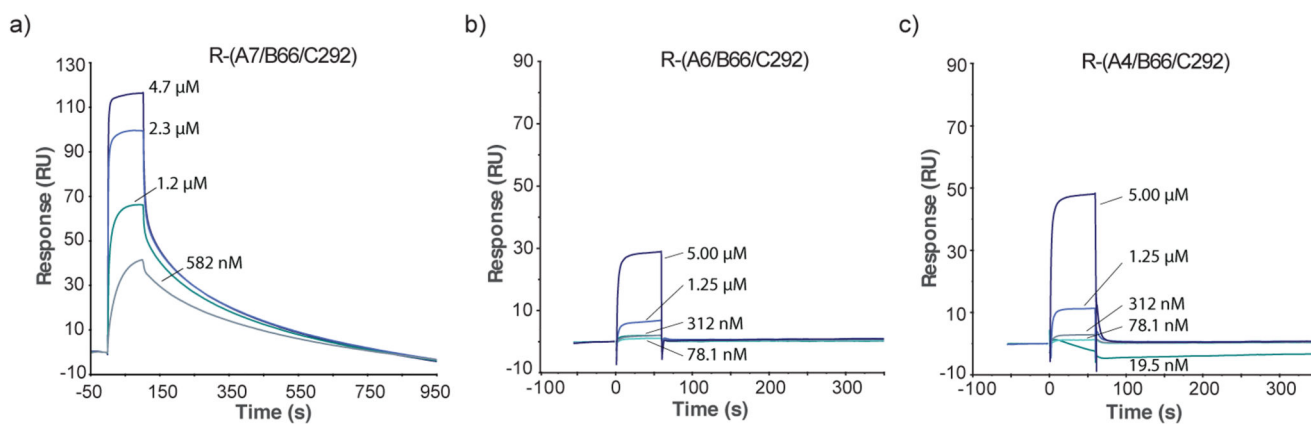 a)
R-(A7/B66/C292)
130
110
90
70
50
30
10
-10
Response (RU)
4.7 µM
2.3 µM
1.2 µM
582 nM
-50
150
350
550
750
950
Time (s)
b)
R-(A6/B66/C292)
90
70
50
30
10
-10
Response (RU)
5.00 µM
1.25 µM
312 nM
78.1 nM
-100
0
100
200
300
Time (s)
c)
R-(A4/B66/C292)
90
70
50
30
10
-10
Response (RU)
5.00 µM
1.25 µM
312 nM
78.1 nM
19.5 nM
-100
0
100
200
300
Time (s)